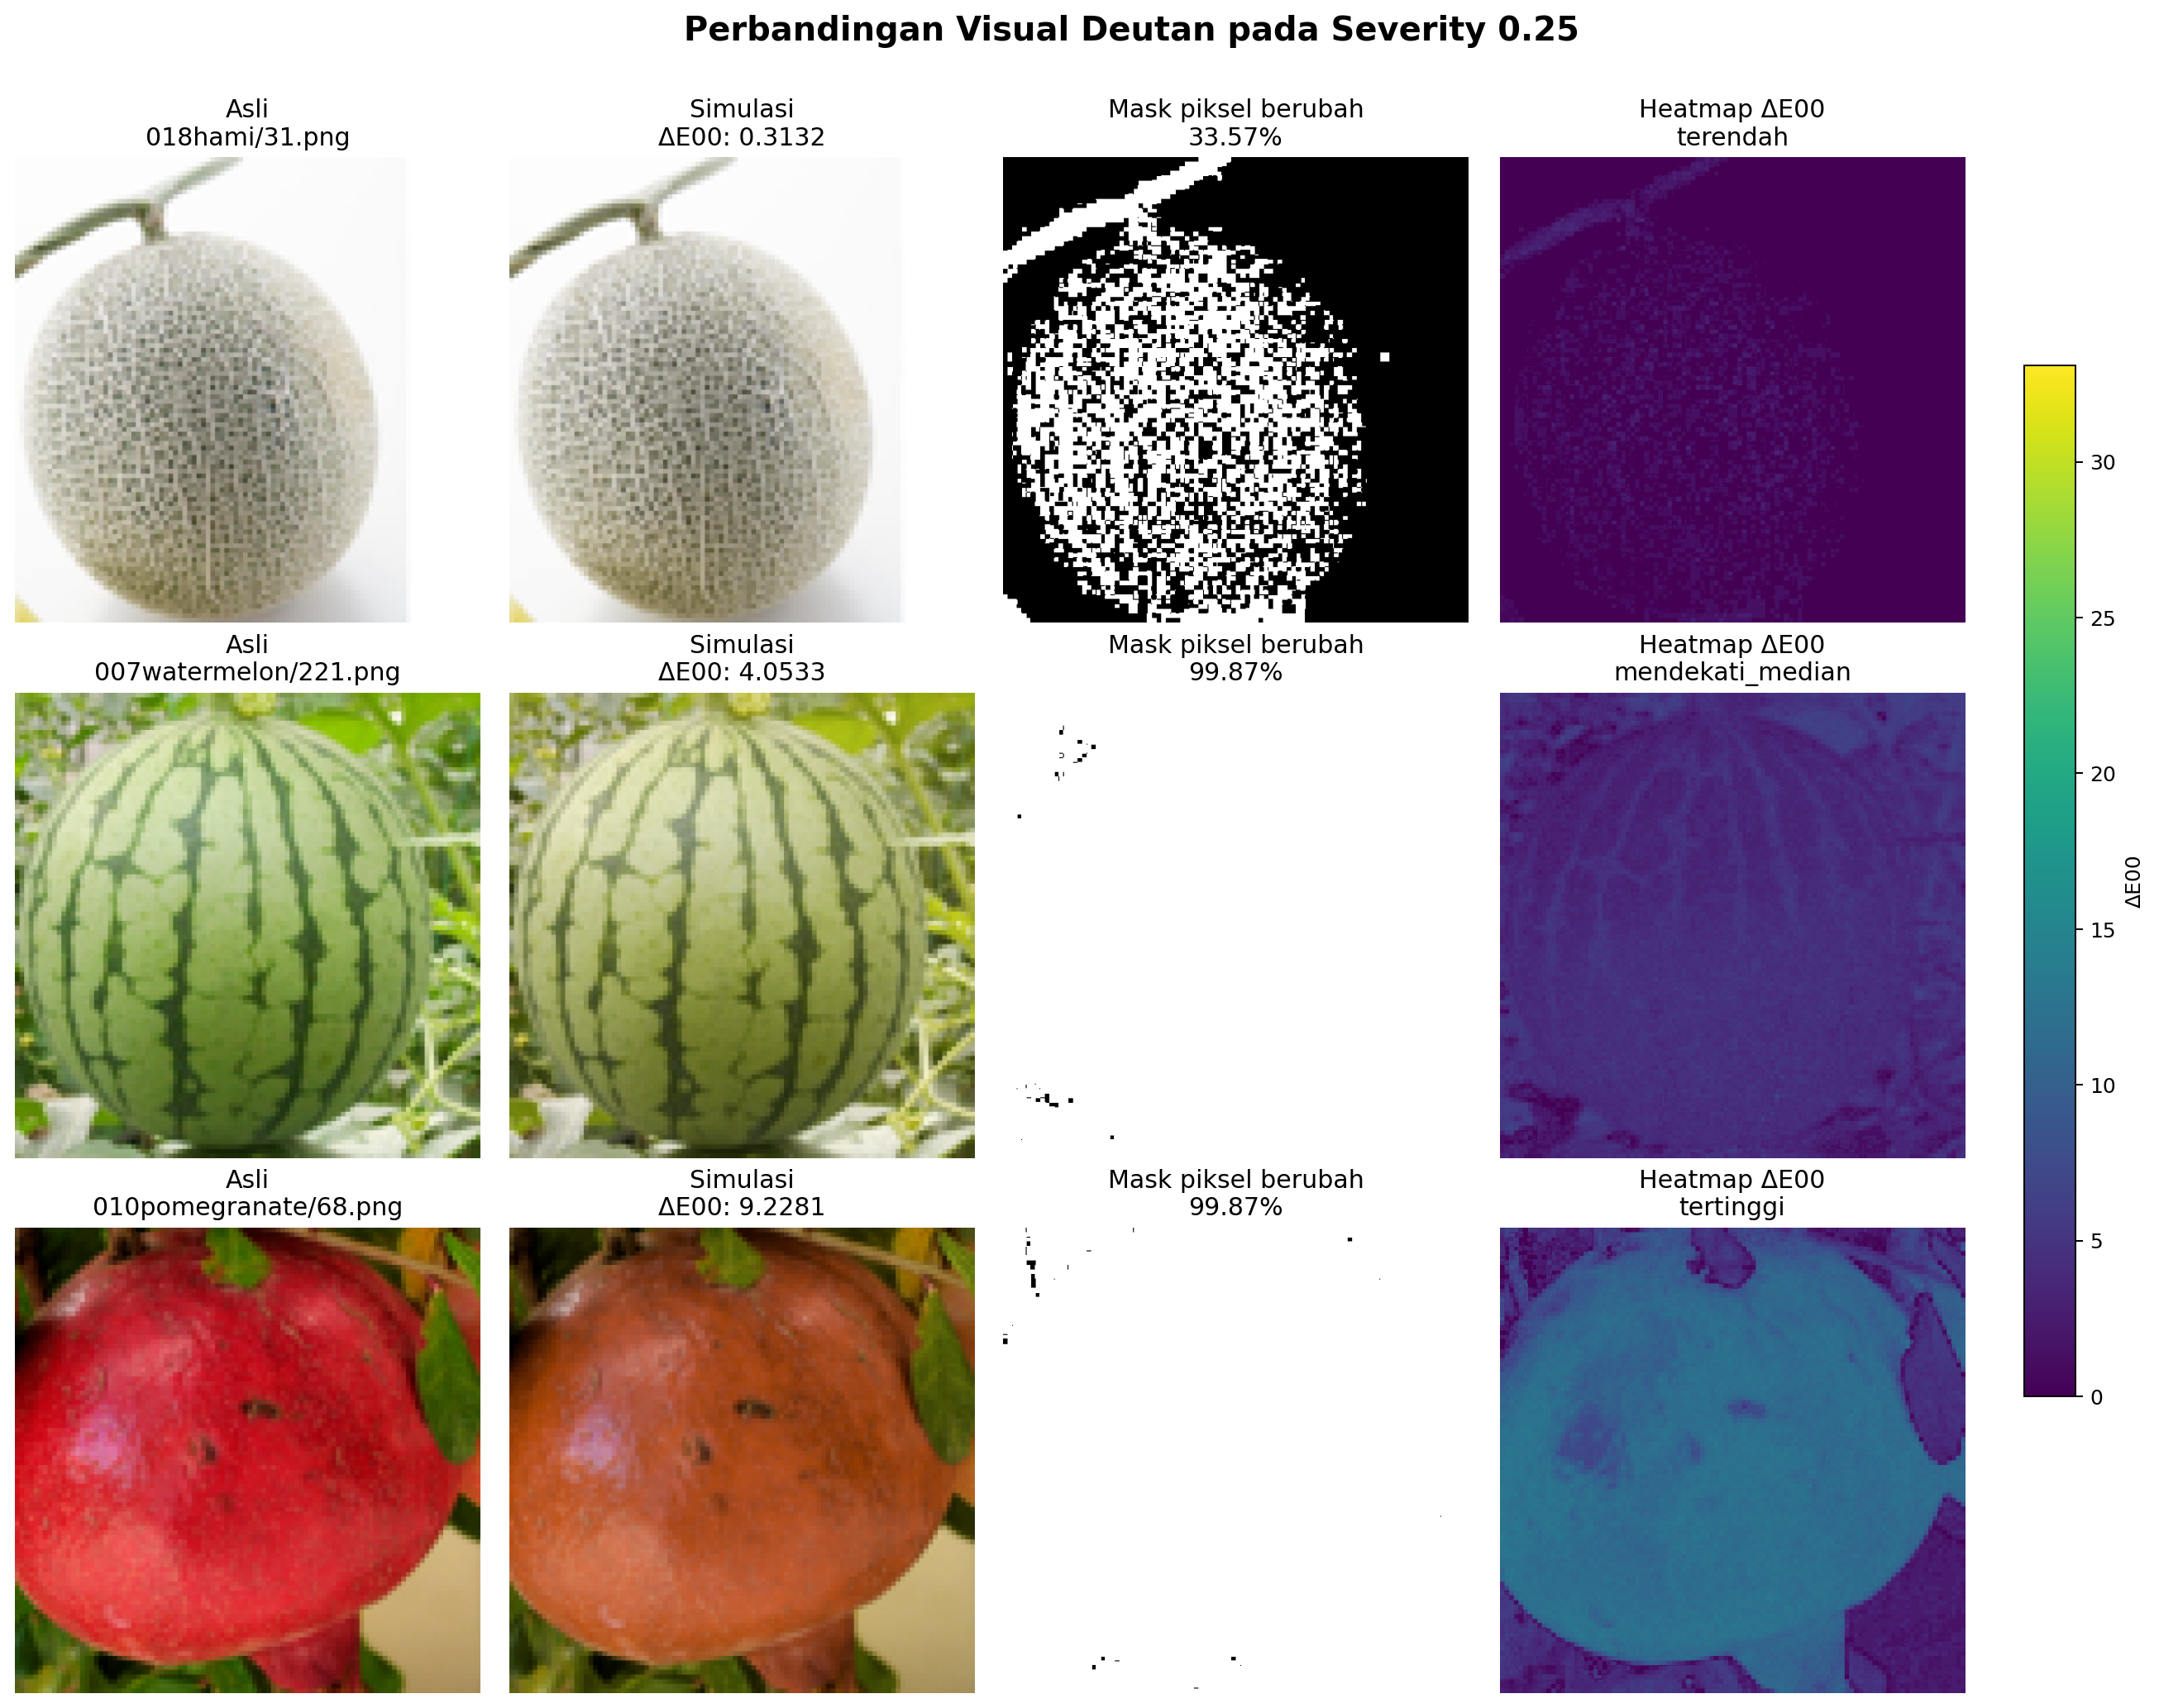 Perbandingan Visual Deutan pada Severity 0.25
Asli
018hami/31.png
Simulasi
ΔE00: 0.3132
Mask piksel berubah
33.57%
Heatmap ΔE00
terendah
Asli
007watermelon/221.png
Simulasi
ΔE00: 4.0533
Mask piksel berubah
99.87%
Heatmap ΔE00
mendekati_median
Asli
010pomegranate/68.png
Simulasi
ΔE00: 9.2281
Mask piksel berubah
99.87%
Heatmap ΔE00
tertinggi
30
25
20
15
10
5
0
ΔE00